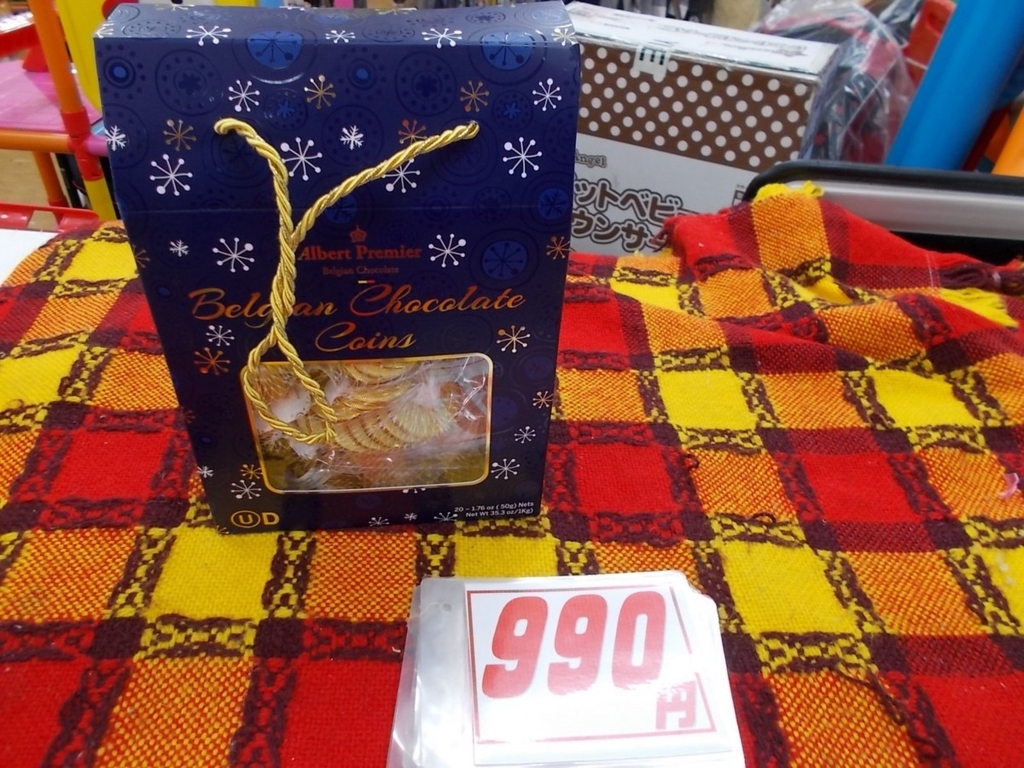 Albert Premier
Belgian Chocolate
Belgian Chocolate
Coins
U D
20 - 1.76 oz (50g) Nets
Net Wt 35.3 oz/1Kg)
Angel
ットベビ
ウンサ
990
円